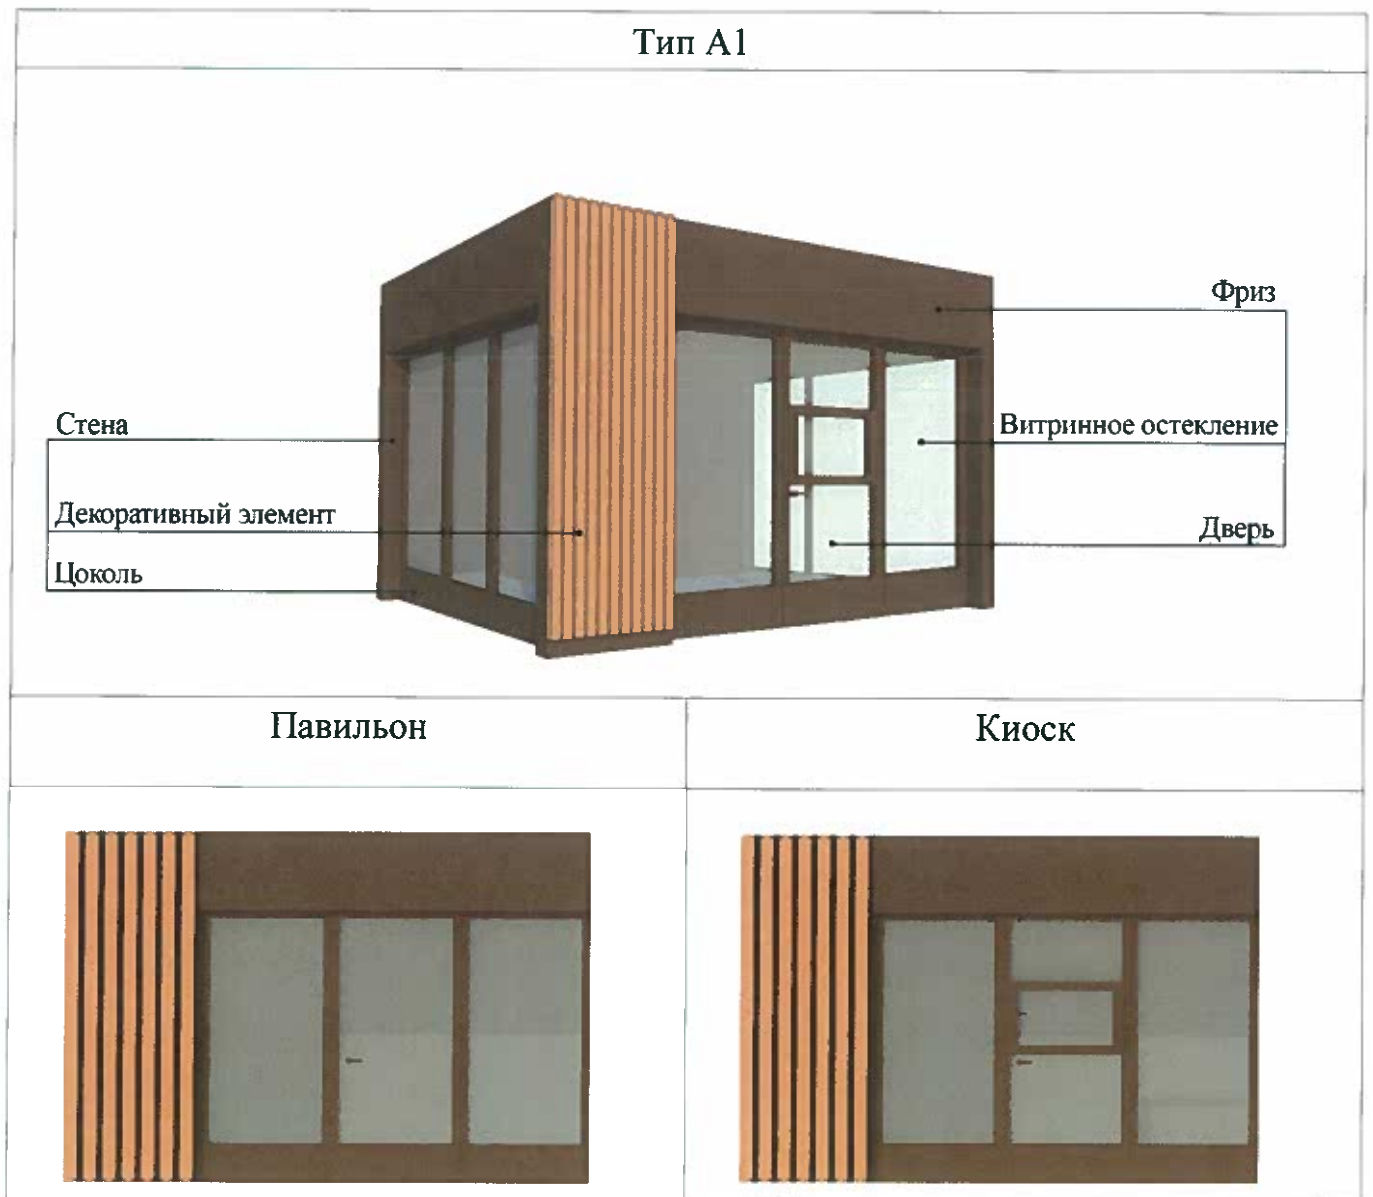 Тип А1
Фриз
Стена
Витринное остекление
Декоративный элемент
Дверь
Цоколь
Павильон
Киоск